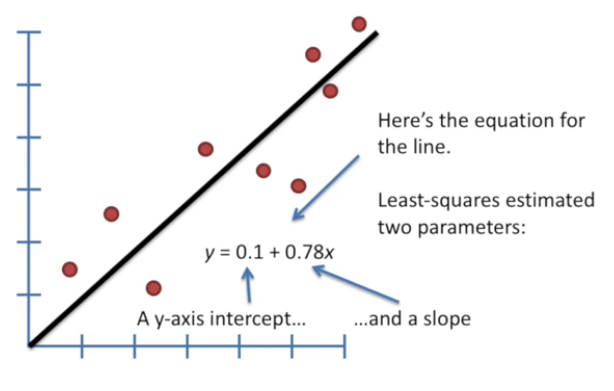 Here’s the equation for
the line.
Least-squares estimated
two parameters:
y = 0.1 + 0.78x
A y-axis intercept...
...and a slope